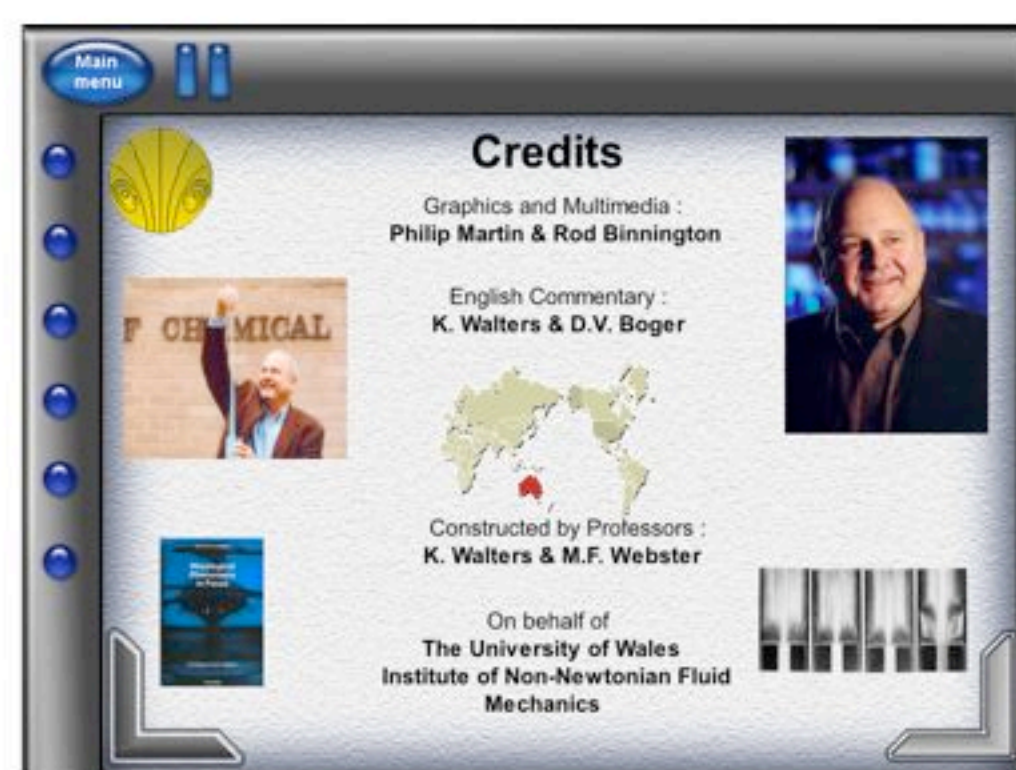 Main
menu
Credits
Graphics and Multimedia :
Philip Martin & Rod Binnington
English Commentary :
K. Walters & D.V. Boger
F CHEMICAL
Constructed by Professors :
K. Walters & M.F. Webster
On behalf of
The University of Wales
Institute of Non-Newtonian Fluid
Mechanics